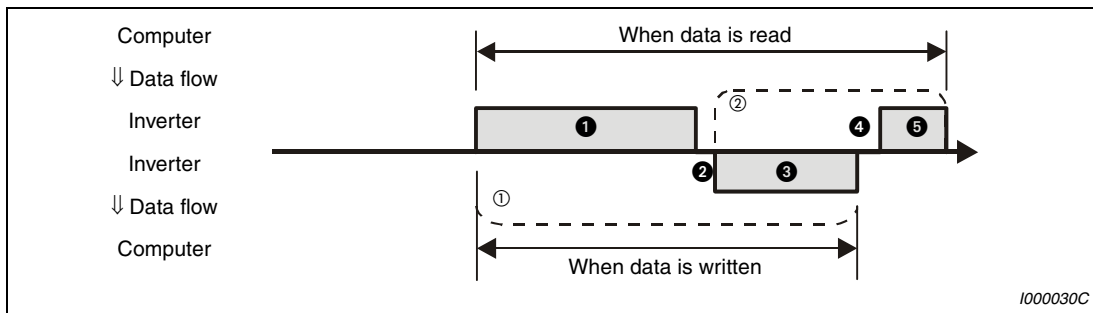 Computer
⇓ Data flow
Inverter
Inverter
⇓ Data flow
Computer
When data is read
②
❶
❹
❺
❷
❸
①
When data is written
I000030C